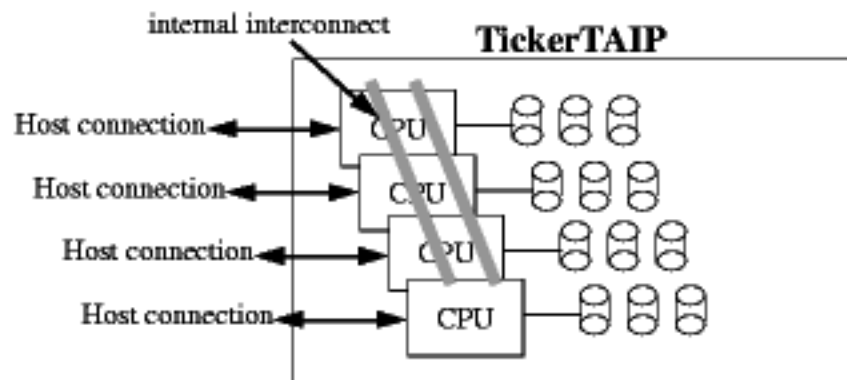 internal interconnect
TickerTAIP
Host connection
CPU
Host connection
CPU
Host connection
CPU
Host connection
CPU